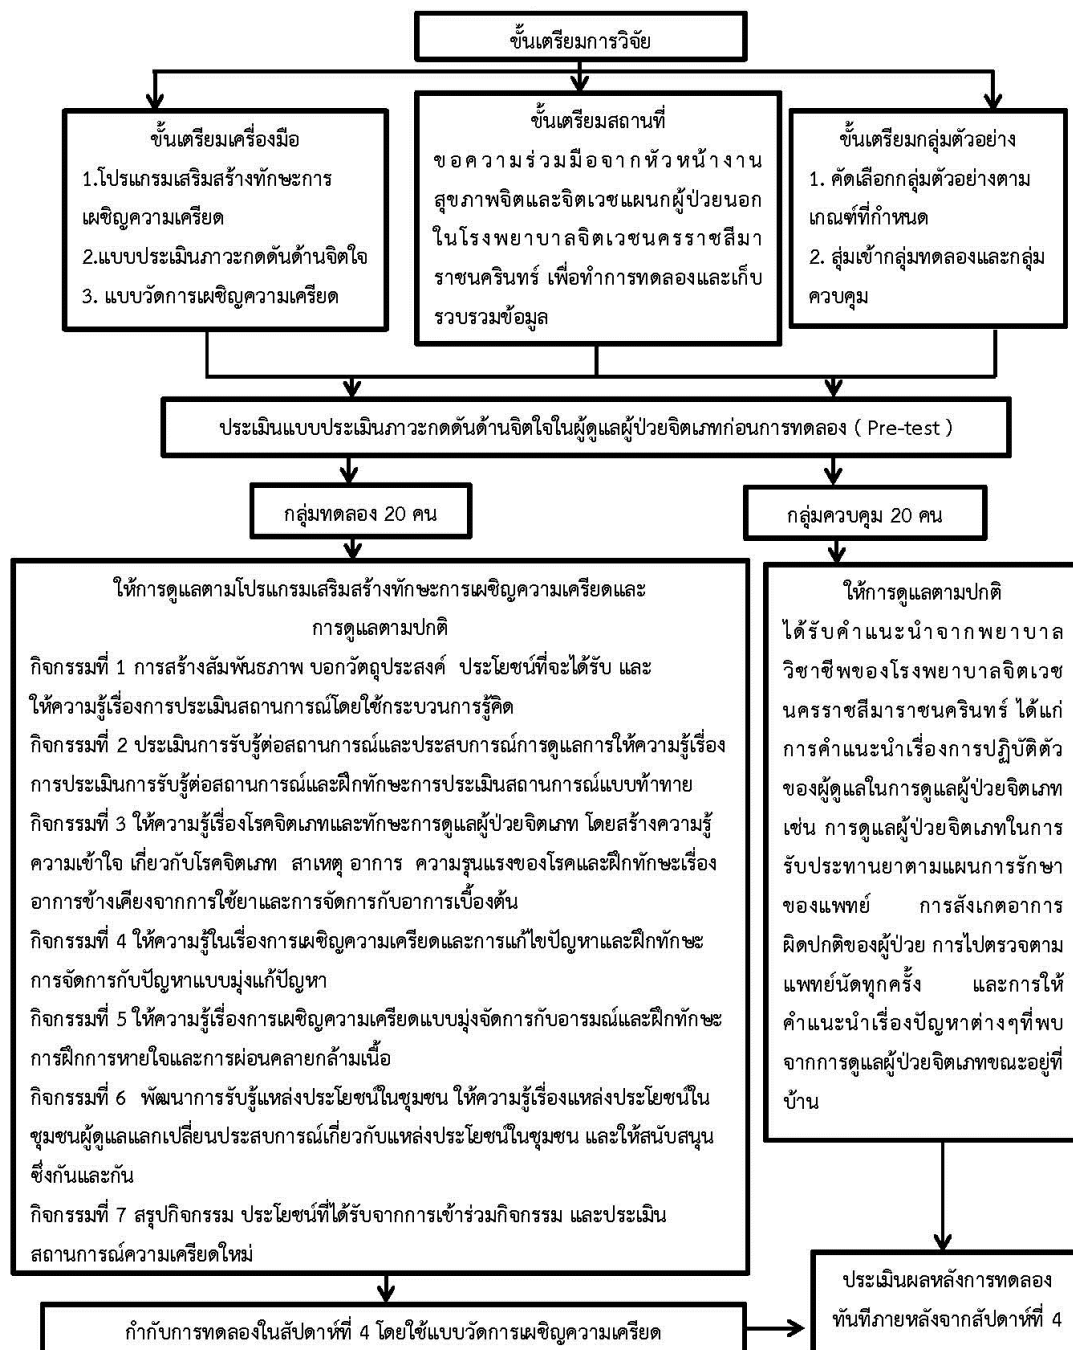 ขั้นเตรียมการวิจัย
ขั้นเตรียมเครื่องมือ
1.โปรแกรมเสริมสร้างทักษะการ
เผชิญความเครียด
2.แบบประเมินภาวะกดดันด้านจิตใจ
3. แบบวัดการเผชิญความเครียด
ขั้นเตรียมสถานที่
ขอความร่วมมือจากหัวหน้างาน
สุขภาพจิตและจิตเวชแผนกผู้ป่วยนอก
ในโรงพยาบาลจิตเวชนครราชสีมา
ราชนครินทร์ เพื่อทำการทดลองและเก็บ
รวบรวมข้อมูล
ขั้นเตรียมกลุ่มตัวอย่าง
1. คัดเลือกกลุ่มตัวอย่างตาม
เกณฑ์ที่กำหนด
2. สุ่มเข้ากลุ่มทดลองและกลุ่ม
ควบคุม
ประเมินแบบประเมินภาวะกดดันด้านจิตใจในผู้ดูแลผู้ป่วยจิตเภทก่อนการทดลอง ( Pre-test )
กลุ่มทดลอง 20 คน
กลุ่มควบคุม 20 คน
ให้การดูแลตามโปรแกรมเสริมสร้างทักษะการเผชิญความเครียดและ
การดูแลตามปกติ
กิจกรรมที่ 1 การสร้างสัมพันธภาพ บอกวัตถุประสงค์ ประโยชน์ที่จะได้รับ และ
ให้ความรู้เรื่องการประเมินสถานการณ์โดยใช้กระบวนการรู้คิด
กิจกรรมที่ 2 ประเมินการรับรู้ต่อสถานการณ์และประสบการณ์การดูแลการให้ความรู้เรื่อง
การประเมินการรับรู้ต่อสถานการณ์และฝึกทักษะการประเมินสถานการณ์แบบท้าทาย
กิจกรรมที่ 3 ให้ความรู้เรื่องโรคจิตเภทและทักษะการดูแลผู้ป่วยจิตเภท โดยสร้างความรู้
ความเข้าใจ เกี่ยวกับโรคจิตเภท สาเหตุ อาการ ความรุนแรงของโรคและฝึกทักษะเรื่อง
อาการข้างเคียงจากการใช้ยาและการจัดการกับอาการเบื้องต้น
กิจกรรมที่ 4 ให้ความรู้ในเรื่องการเผชิญความเครียดและการแก้ไขปัญหาและฝึกทักษะ
การจัดการกับปัญหาแบบมุ่งแก้ปัญหา
กิจกรรมที่ 5 ให้ความรู้เรื่องการเผชิญความเครียดแบบมุ่งจัดการกับอารมณ์และฝึกทักษะ
การฝึกการหายใจและการผ่อนคลายกล้ามเนื้อ
กิจกรรมที่ 6 พัฒนาการรับรู้แหล่งประโยชน์ในชุมชน ให้ความรู้เรื่องแหล่งประโยชน์ใน
ชุมชนผู้ดูแลแลกเปลี่ยนประสบการณ์เกี่ยวกับแหล่งประโยชน์ในชุมชน และให้สนับสนุน
ซึ่งกันและกัน
กิจกรรมที่ 7 สรุปกิจกรรม ประโยชน์ที่ได้รับจากการเข้าร่วมกิจกรรม และประเมิน
สถานการณ์ความเครียดใหม่
ให้การดูแลตามปกติ
ได้รับคำแนะนำจากพยาบาล
วิชาชีพของโรงพยาบาลจิตเวช
นครราชสีมาราชนครินทร์ ได้แก่
การคำแนะนำเรื่องการปฏิบัติตัว
ของผู้ดูแลในการดูแลผู้ป่วยจิตเภท
เช่น การดูแลผู้ป่วยจิตเภทในการ
รับประทานยาตามแผนการรักษา
ของแพทย์ การสังเกตอาการ
ผิดปกติของผู้ป่วย การไปตรวจตาม
แพทย์นัดทุกครั้ง และการให้
คำแนะนำเรื่องปัญหาต่างๆที่พบ
จากการดูแลผู้ป่วยจิตเภทขณะอยู่ที่
บ้าน
กำกับการทดลองในสัปดาห์ที่ 4 โดยใช้แบบวัดการเผชิญความเครียด
ประเมินผลหลังการทดลอง
ทันทีภายหลังจากสัปดาห์ที่ 4